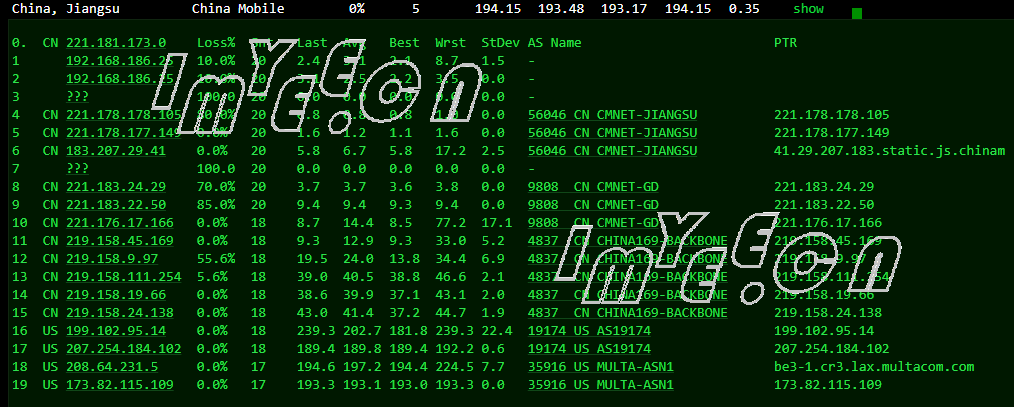 China, Jiangsu China Mobile 0% 5 194.15 193.48 193.17 194.15 0.35 show
0. CN 221.181.173.0 Loss% Snt Last Avg Best Wrst StDev AS Name PTR
1 192.168.186.25 10.0% 20 2.4 2.1 8.7 1.5 -
2 192.168.186.25 10.0% 20 2.5 2.2 3.5 0.0 -
3 ??? 100.0 20 0.0 0.0 0.0 0.0 0.0 -
4 CN 221.178.178.105 20 0.8 0.8 0.0 56046 CN CMNET-JIANGSU 221.178.178.105
5 CN 221.178.177.149 0.0% 20 1.6 1.2 1.1 1.6 0.0 56046 CN CMNET-JIANGSU 221.178.177.149
6 CN 183.207.29.41 0.0% 20 5.8 6.7 5.8 17.2 2.5 56046 CN CMNET-JIANGSU 41.29.207.183.static.js.chinam
7 ??? 100.0 20 0.0 0.0 0.0 0.0 0.0 -
8 CN 221.183.24.29 70.0% 20 3.7 3.7 3.6 3.8 0.0 9808 CN CMNET-GD 221.183.24.29
9 CN 221.183.22.50 85.0% 20 9.4 9.4 9.3 9.4 0.0 9808 CN CMNET-GD 221.183.22.50
10 CN 221.176.17.166 0.0% 18 8.7 14.4 8.5 77.2 17.1 9808 CN CMNET-GD 221.176.17.166
11 CN 219.158.45.169 0.0% 18 9.3 12.9 9.3 33.0 5.2 4837 CN CHINA169-BACKBONE 219.158.45.169
12 CN 219.158.9.97 55.6% 18 19.5 24.0 13.8 34.4 6.9 4837 CN CHINA169-BACKBONE 219.158.9.97
13 CN 219.158.111.254 5.6% 18 39.0 40.5 38.8 46.6 2.1 4837 CN CHINA169-BACKBONE 219.158.111.254
14 CN 219.158.19.66 0.0% 18 38.6 39.9 37.1 43.1 2.0 4837 CN CHINA169-BACKBONE 219.158.19.66
15 CN 219.158.24.138 0.0% 18 43.0 41.4 37.2 44.7 1.9 4837 CN CHINA169-BACKBONE 219.158.24.138
16 US 199.102.95.14 0.0% 18 239.3 202.7 181.8 239.3 22.4 19174 US AS19174 199.102.95.14
17 US 207.254.184.102 0.0% 18 189.4 189.8 189.4 192.2 0.6 19174 US AS19174 207.254.184.102
18 US 208.64.231.5 0.0% 17 194.6 197.2 194.4 224.5 7.7 35916 US MULTA-ASN1 be3-1.cr3.lax.multacom.com
19 US 173.82.115.109 0.0% 17 193.3 193.1 193.0 193.3 0.0 35916 US MULTA-ASN1 173.82.115.109